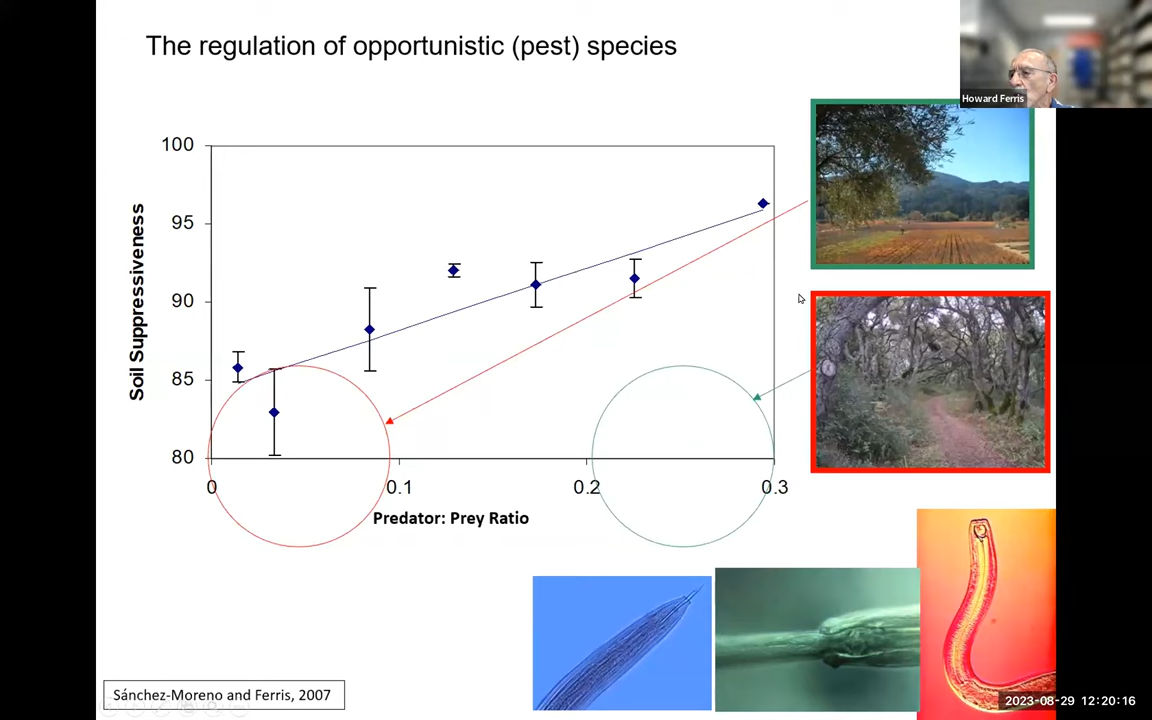 The regulation of opportunistic (pest) species
Howard Ferris
100
95
90
85
80
Soil Suppressiveness
0
0.1
0.2
0.3
Predator: Prey Ratio
Sánchez-Moreno and Ferris, 2007
2023-08-29 12:20:16